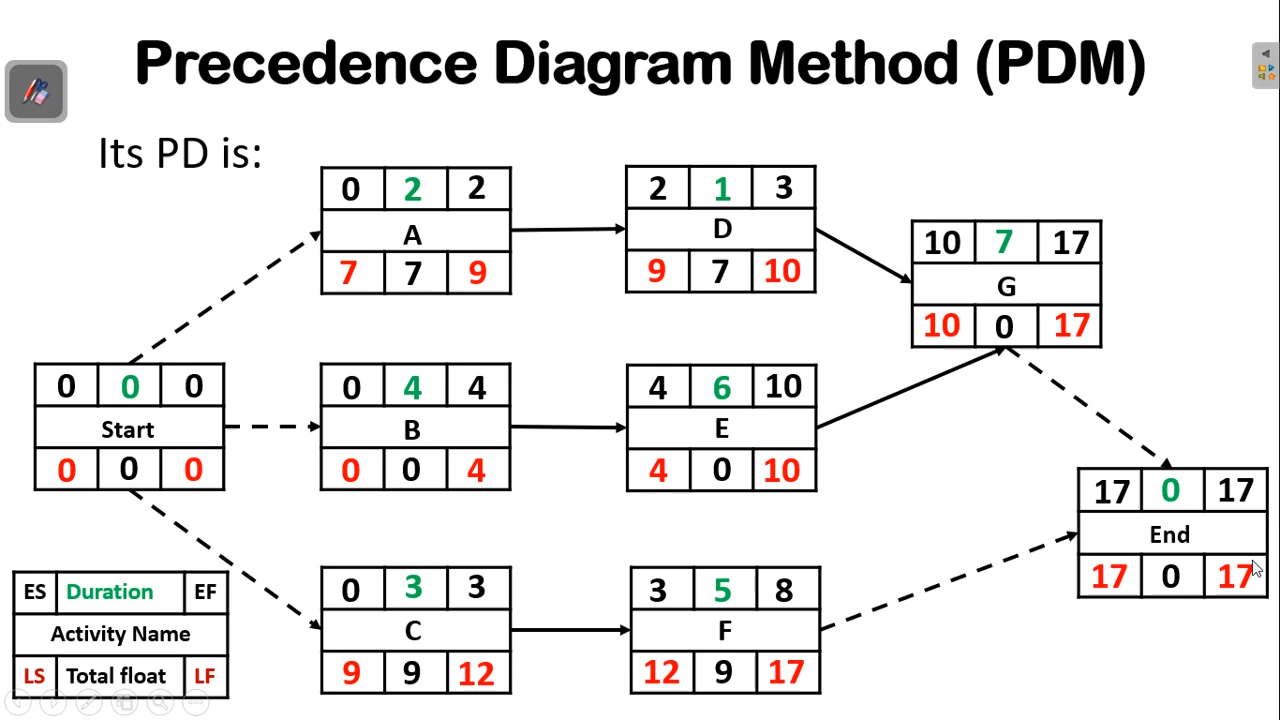 Precedence Diagram Method (PDM)
Its PD is:
0 2 2
A
7 7 9
2 1 3
D
9 7 10
10 7 17
G
10 0 17
0 0 0
Start
0 0 0
0 4 4
B
0 0 4
4 6 10
E
4 0 10
17 0 17
End
17 0 17
0 3 3
C
9 9 12
3 5 8
F
12 9 17
ES Duration EF
Activity Name
LS Total float LF